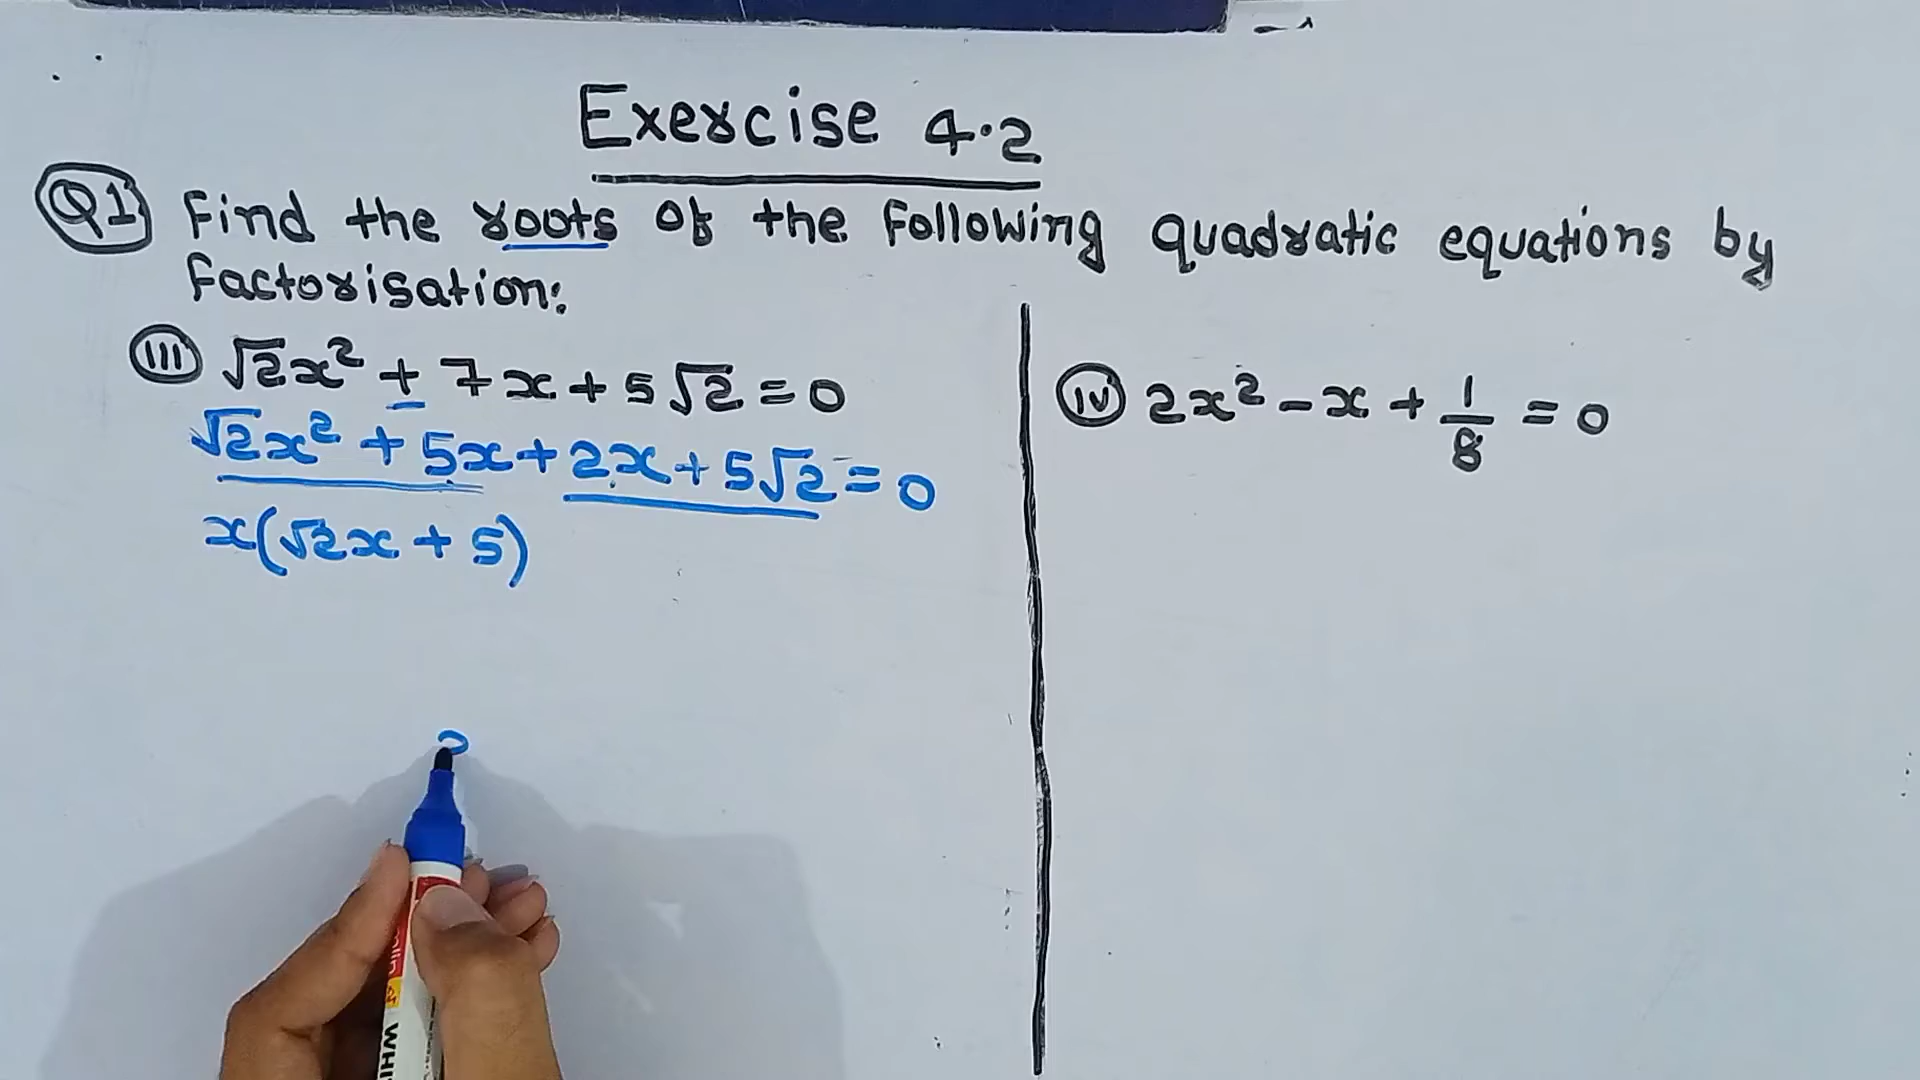 Exercise 4.2
Q1 Find the roots of the following quadratic equations by
factorisation:
iii √2x² + 7x + 5√2 = 0
√2x² + 5x + 2x + 5√2 = 0
x(√2x + 5)
iv 2x² - x + 1/8 = 0